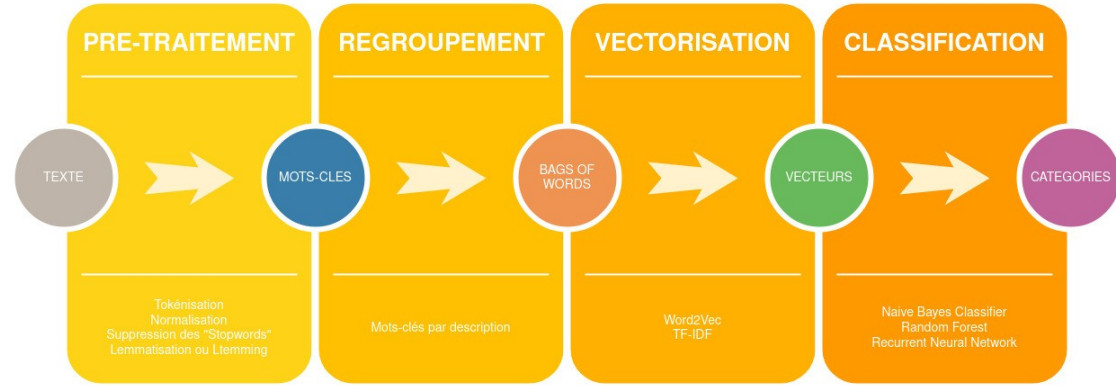 PRE-TRAITEMENT
REGROUPEMENT
VECTORISATION
CLASSIFICATION
TEXTE
MOTS-CLES
BAGS OF
WORDS
VECTEURS
CATEGORIES
Tokénisation
Normalisation
Suppression des "Stopwords"
Lemmatisation ou Ltemming
Mots-clés par description
Word2Vec
TF-IDF
Naive Bayes Classifier
Random Forest
Recurrent Neural Network